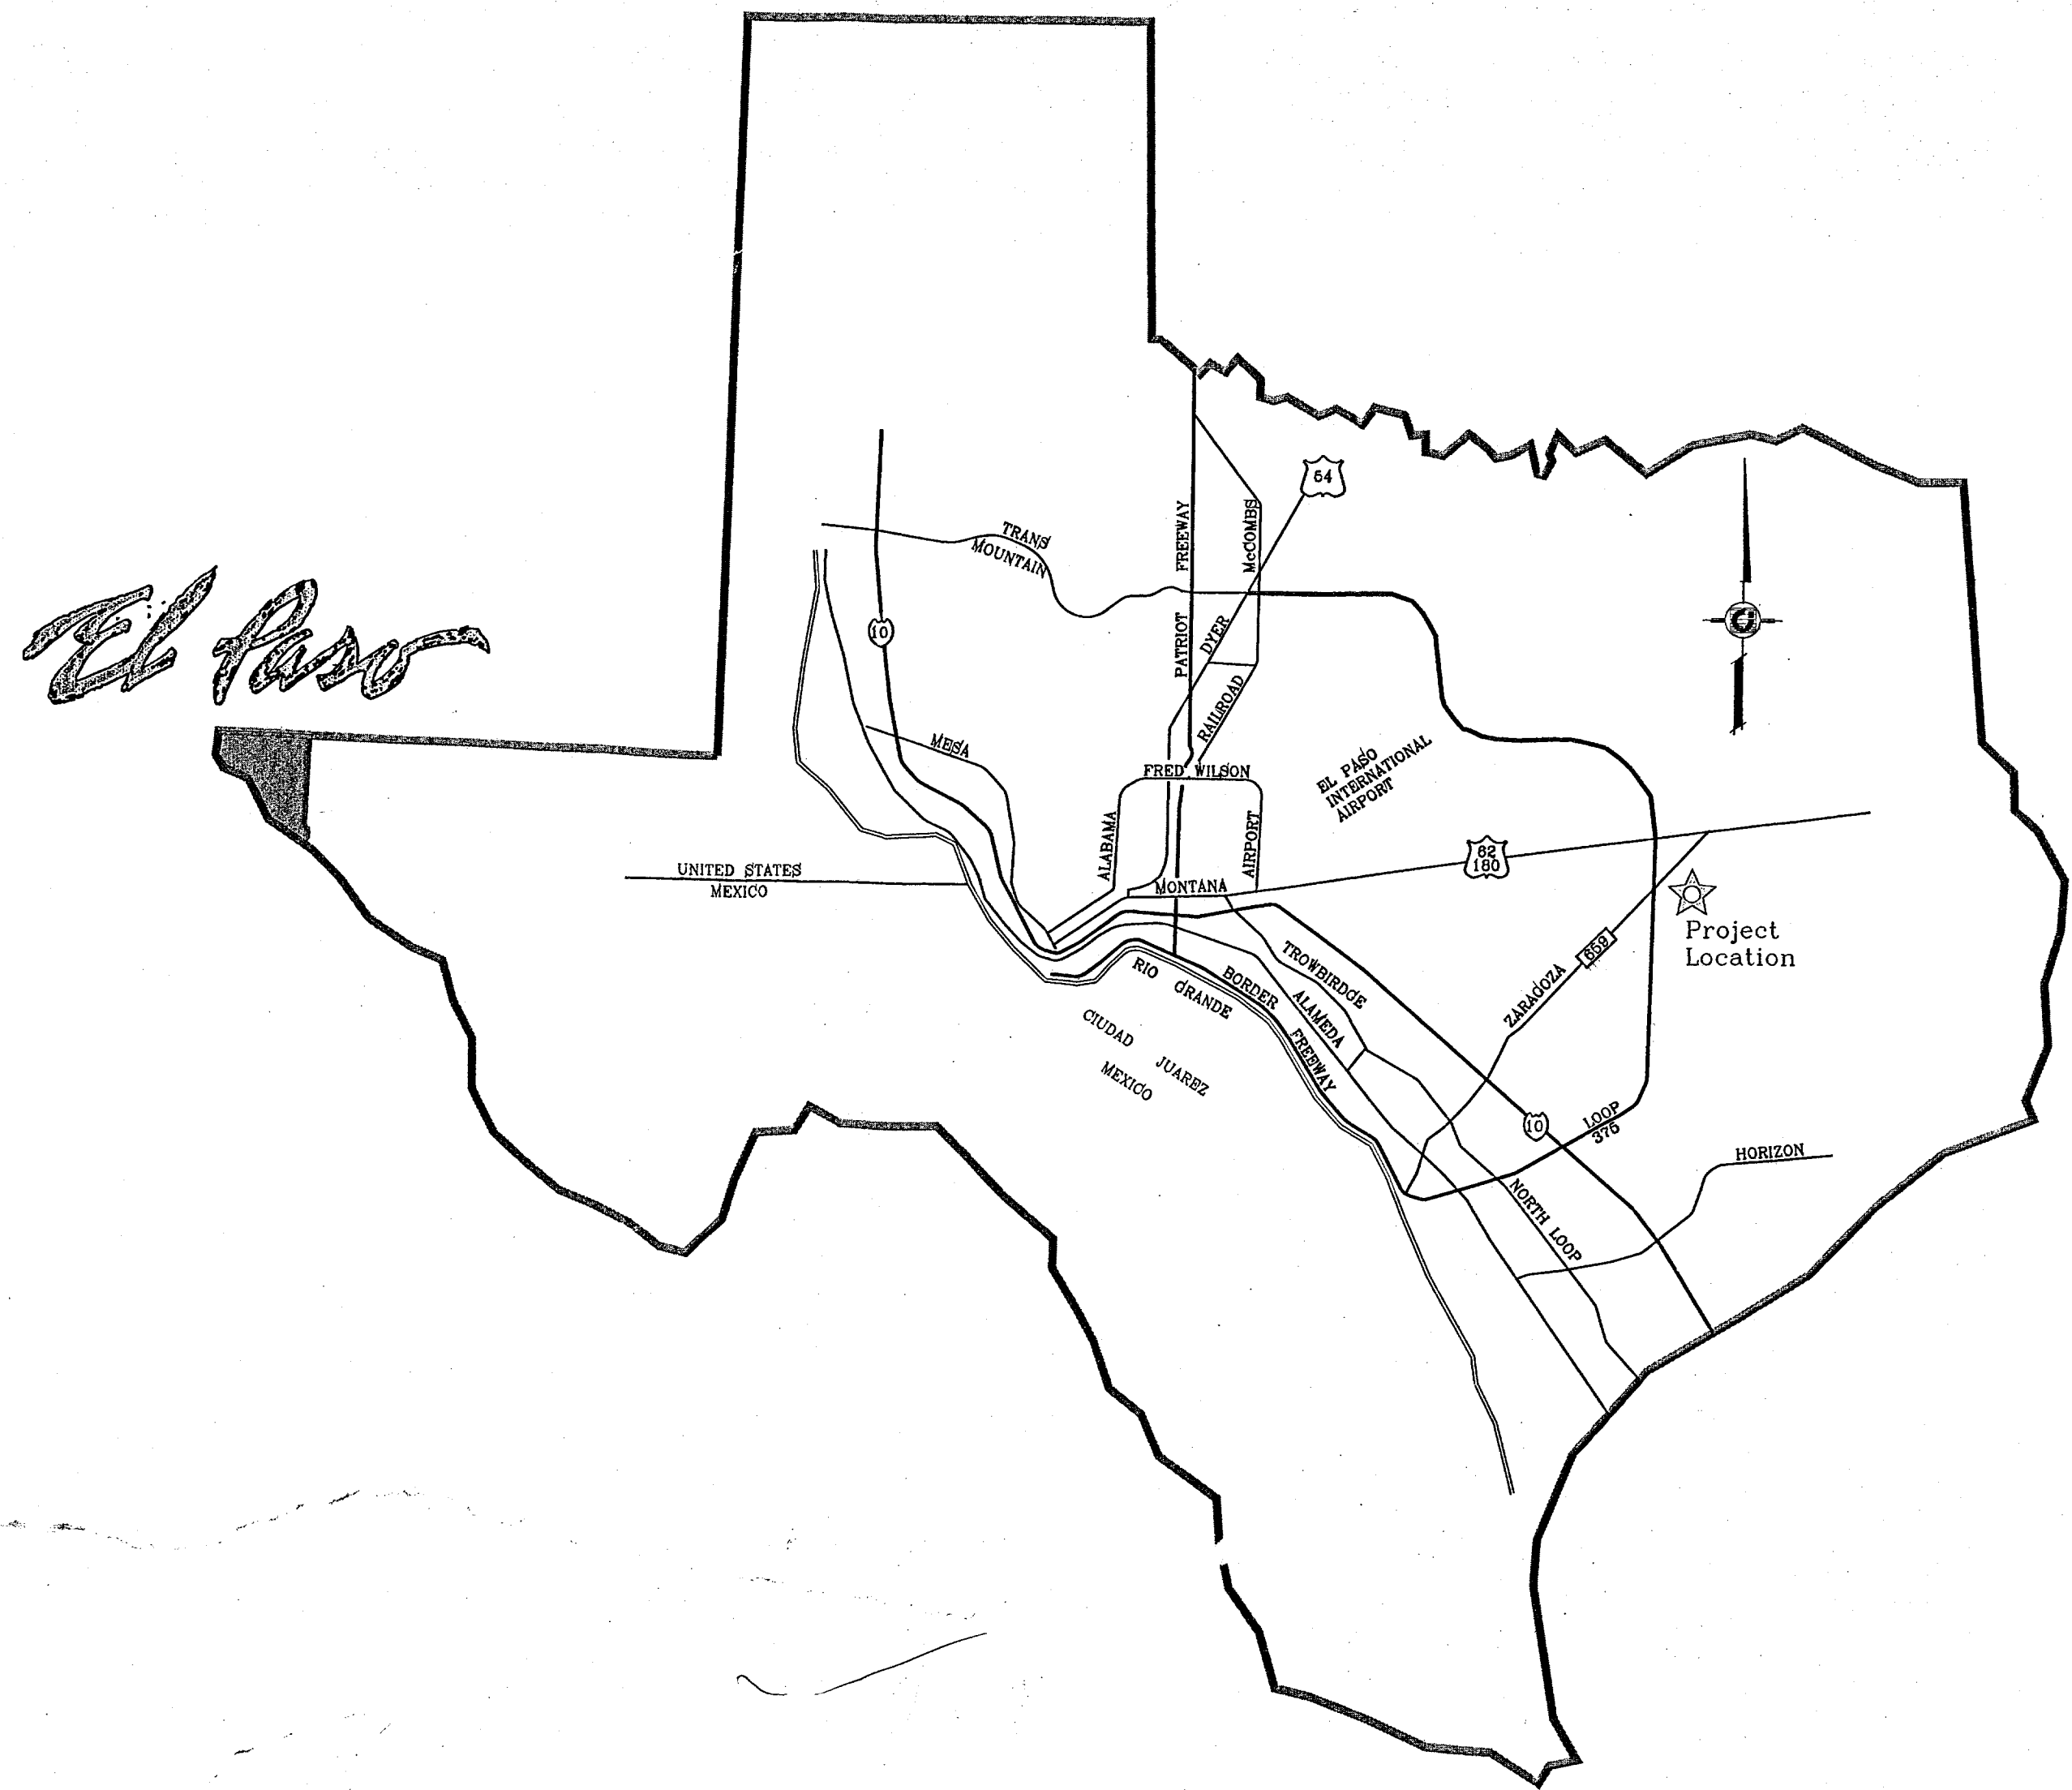 El Paso
54
TRANS
MOUNTAIN
PATRIOT FREEWAY
McCOMBS
10
DYER
RAILROAD
MESA
FRED WILSON
EL PASO
INTERNATIONAL
AIRPORT
ALABAMA
AIRPORT
UNITED STATES
MEXICO
MONTANA
62
180
Project
Location
659
ZARAGOZA
TROWBIRDGE
RIO GRANDE
BORDER FREEWAY
ALAMEDA
CIUDAD JUAREZ
MEXICO
10
LOOP
375
HORIZON
NORTH LOOP